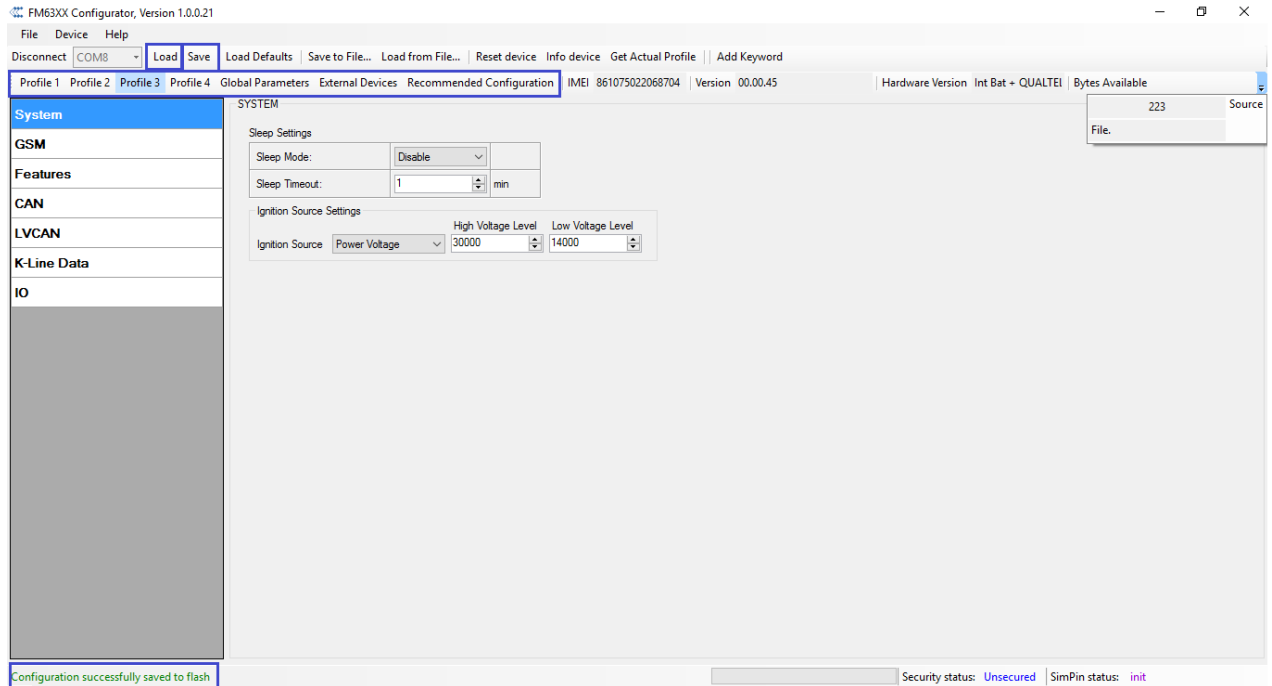 FM63XX Configurator, Version 1.0.0.21
File Device Help
Disconnect COM8 Load Save Load Defaults Save to File... Load from File... Reset device Info device Get Actual Profile Add Keyword
Profile 1 Profile 2 Profile 3 Profile 4 Global Parameters External Devices Recommended Configuration IMEI 861075022068704 Version 00.00.45 Hardware Version Int Bat + QUALTEL Bytes Available
223 Source
File.
System
GSM
Features
CAN
LVCAN
K-Line Data
IO
SYSTEM
Sleep Settings
Sleep Mode: Disable
Sleep Timeout: 1 min
Ignition Source Settings
High Voltage Level Low Voltage Level
Ignition Source Power Voltage 30000 14000
Configuration successfully saved to flash Security status: Unsecured SimPin status: init